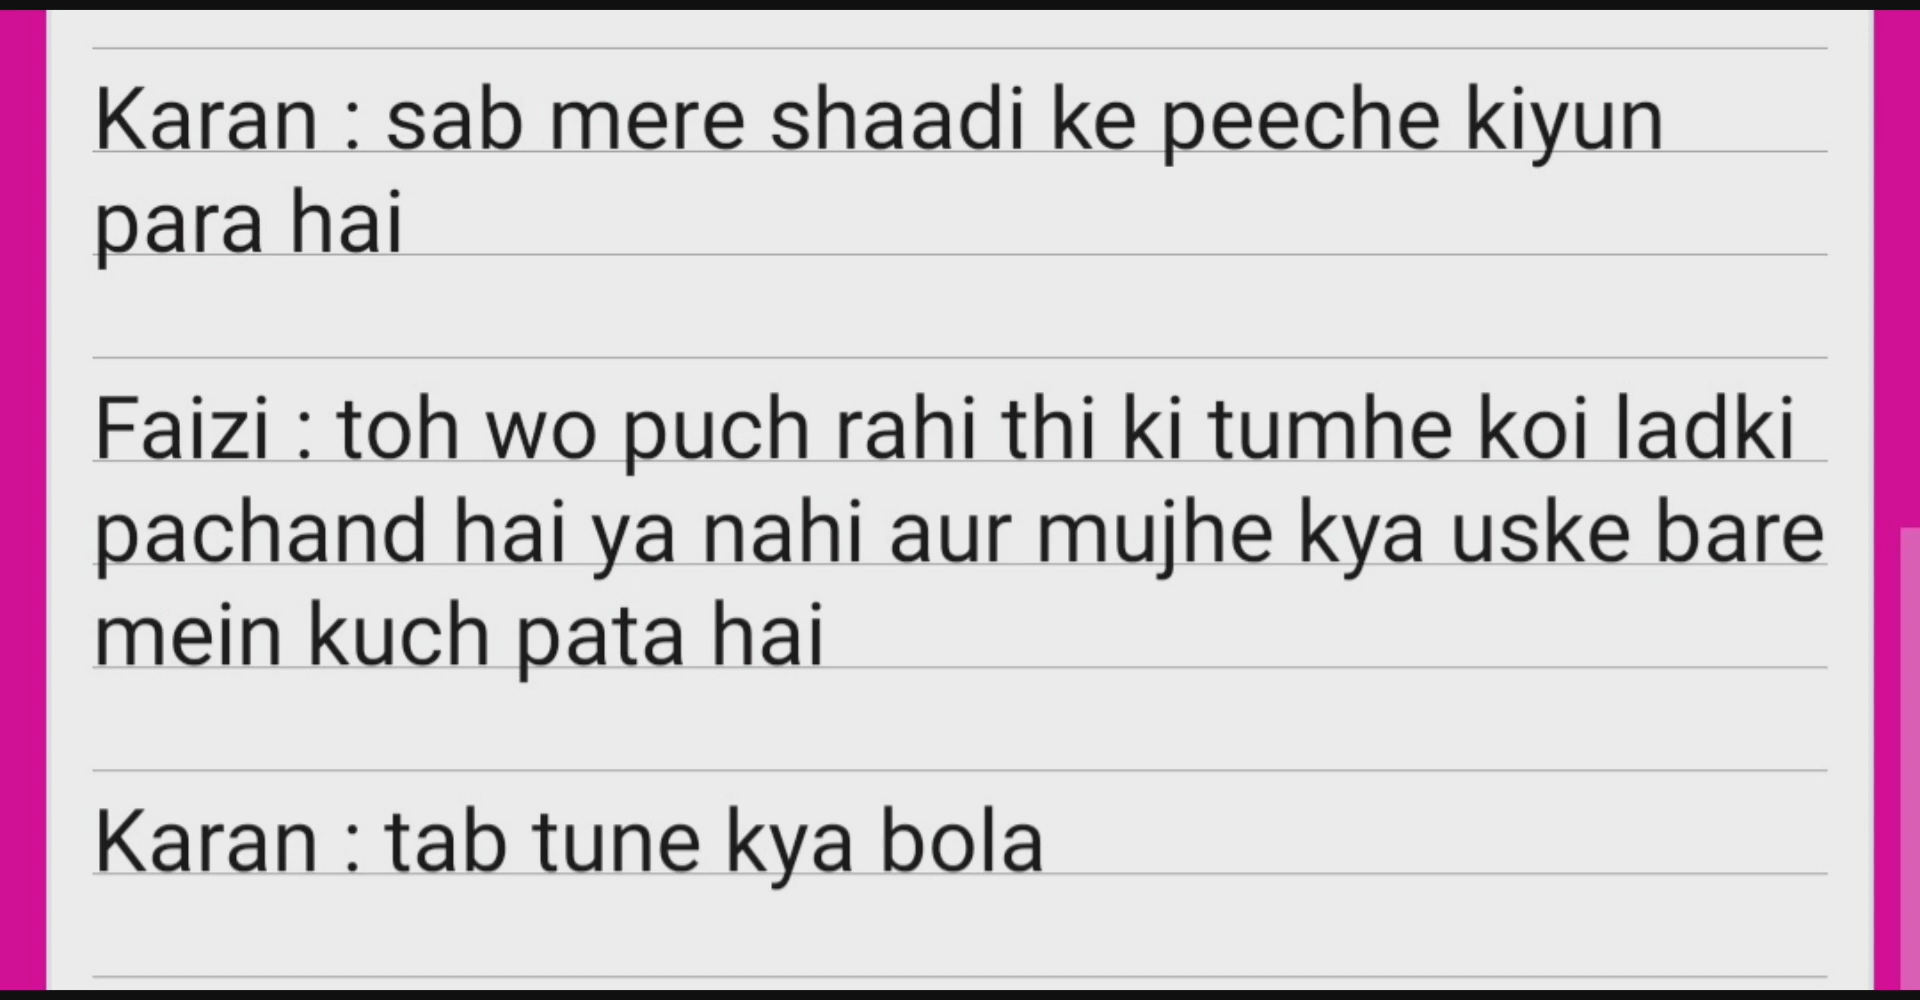 Karan : sab mere shaadi ke peeche kiyun
para hai
Faizi : toh wo puch rahi thi ki tumhe koi ladki
pachand hai ya nahi aur mujhe kya uske bare
mein kuch pata hai
Karan : tab tune kya bola